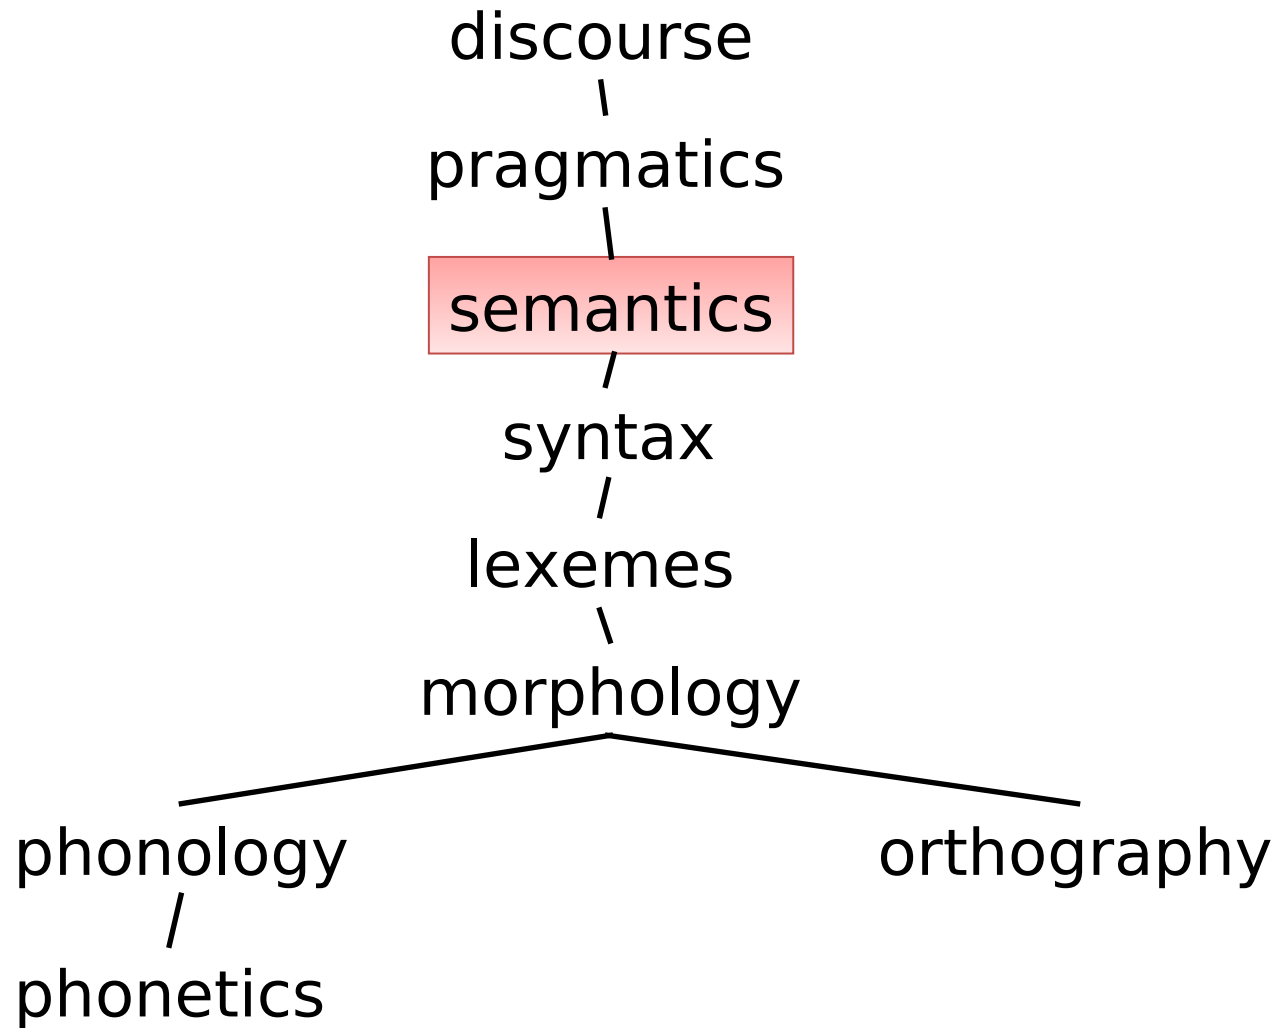 discourse
pragmatics
semantics
syntax
lexemes
morphology
phonology
orthography
phonetics